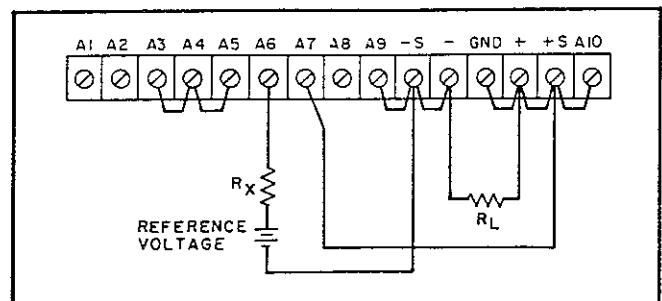 A1 A2 A3 A4 A5 A6 A7 A8 A9 -S - GND + +S A10
RX
REFERENCE
VOLTAGE
RL